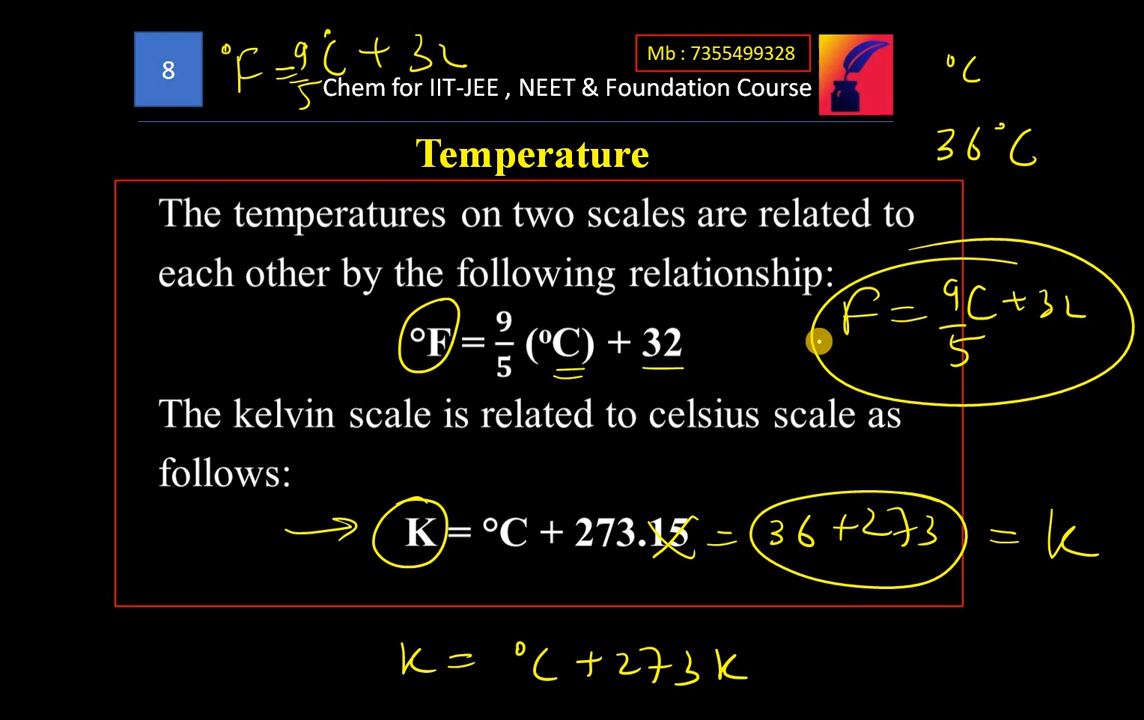 8
°F = 9°C/5 + 32
Mb : 7355499328
Chem for IIT-JEE , NEET & Foundation Course
°C
36°C
Temperature
The temperatures on two scales are related to
each other by the following relationship:
°F = 9/5 (°C) + 32
F = 9C/5 + 32
The kelvin scale is related to celsius scale as
follows:
→ K = °C + 273.15 = 36 + 273 = K
K = °C + 273 K